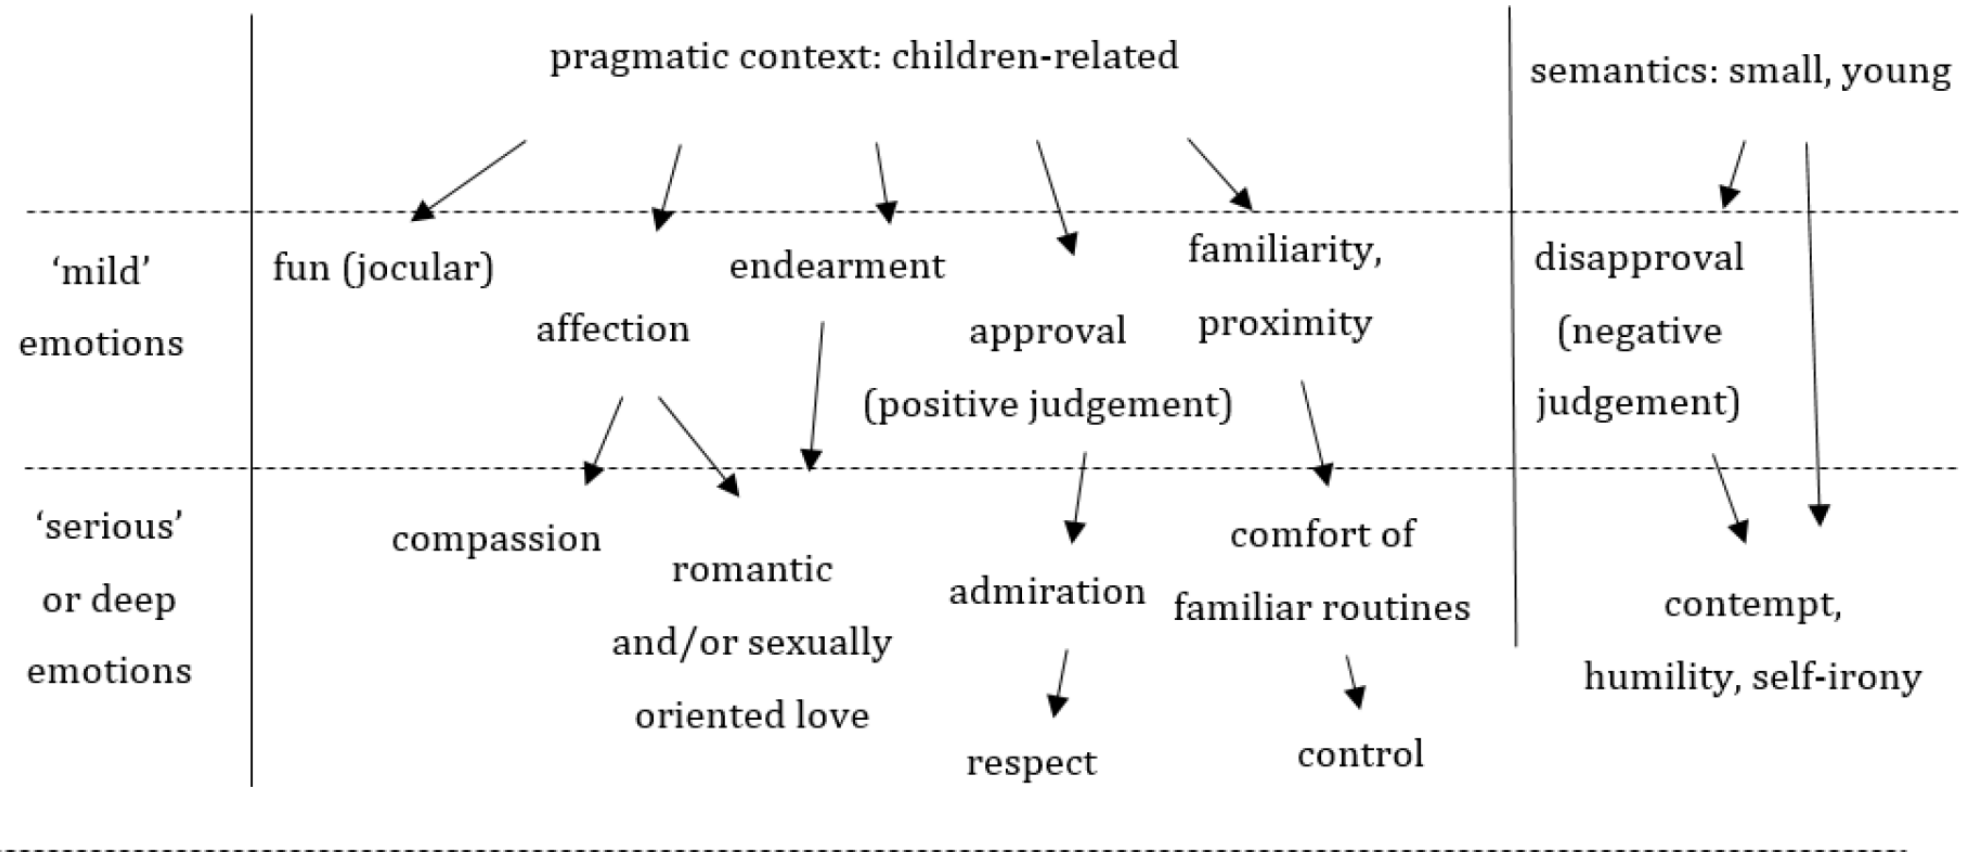 pragmatic context: children-related
semantics: small, young
‘mild’
emotions
fun (jocular)
affection
endearment
approval
(positive judgement)
familiarity,
proximity
disapproval
(negative
judgement)
‘serious’
or deep
emotions
compassion
romantic
and/or sexually
oriented love
admiration
respect
comfort of
familiar routines
control
contempt,
humility, self-irony